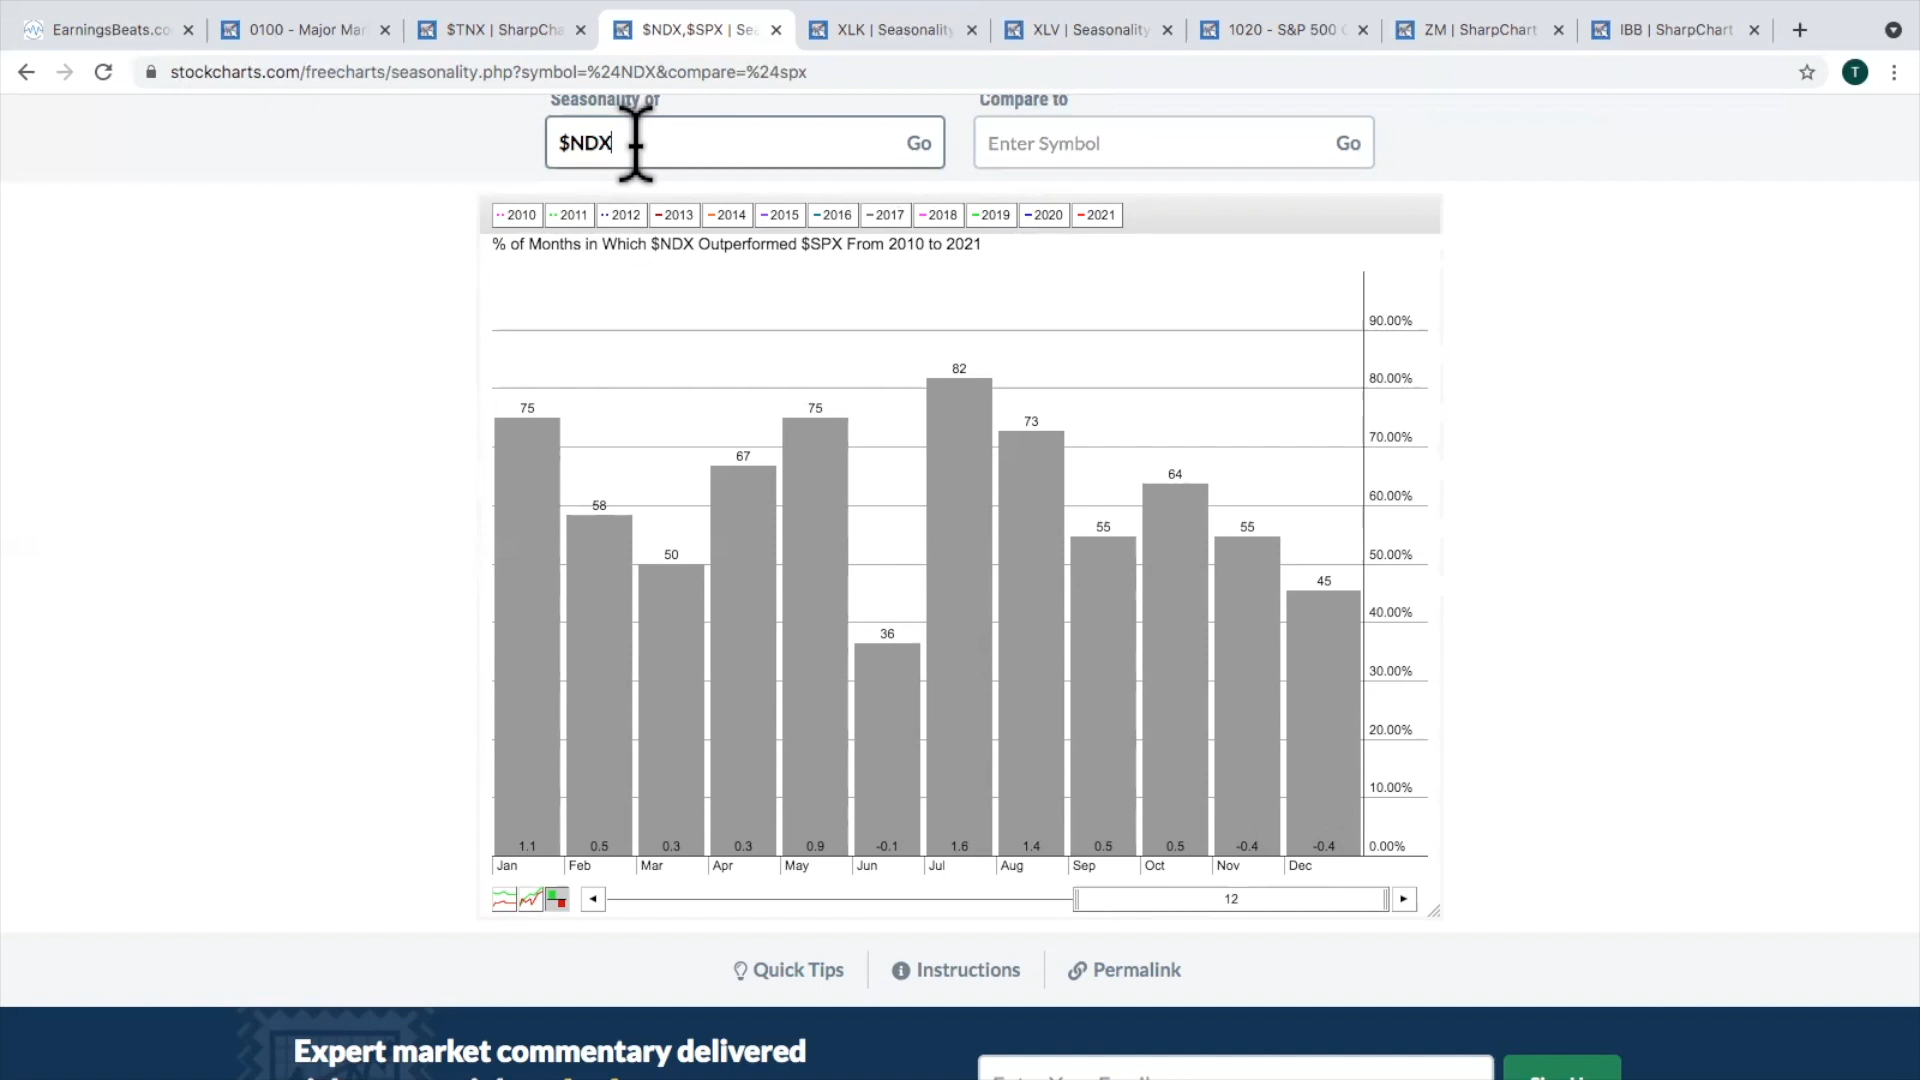 EarningsBeats.co
0100 - Major Mar
$TNX | SharpCha
$NDX,$SPX | Sea
XLK | Seasonality
XLV | Seasonality
1020 - S&P 500
ZM | SharpChart
IBB | SharpChart
stockcharts.com/freecharts/seasonality.php?symbol=%24NDX&compare=%24spx
T
Seasonality of
Compare to
$NDX Go
Enter Symbol Go
2010 2011 2012 2013 2014 2015 2016 2017 2018 2019 2020 2021
% of Months in Which $NDX Outperformed $SPX From 2010 to 2021
90.00%
80.00%
70.00%
60.00%
50.00%
40.00%
30.00%
20.00%
10.00%
0.00%
75 58 50 67 75 36 82 73 55 64 55 45
1.1 0.5 0.3 0.3 0.9 -0.1 1.6 1.4 0.5 0.5 -0.4 -0.4
Jan Feb Mar Apr May Jun Jul Aug Sep Oct Nov Dec
12
Quick Tips
Instructions
Permalink
Expert market commentary delivered